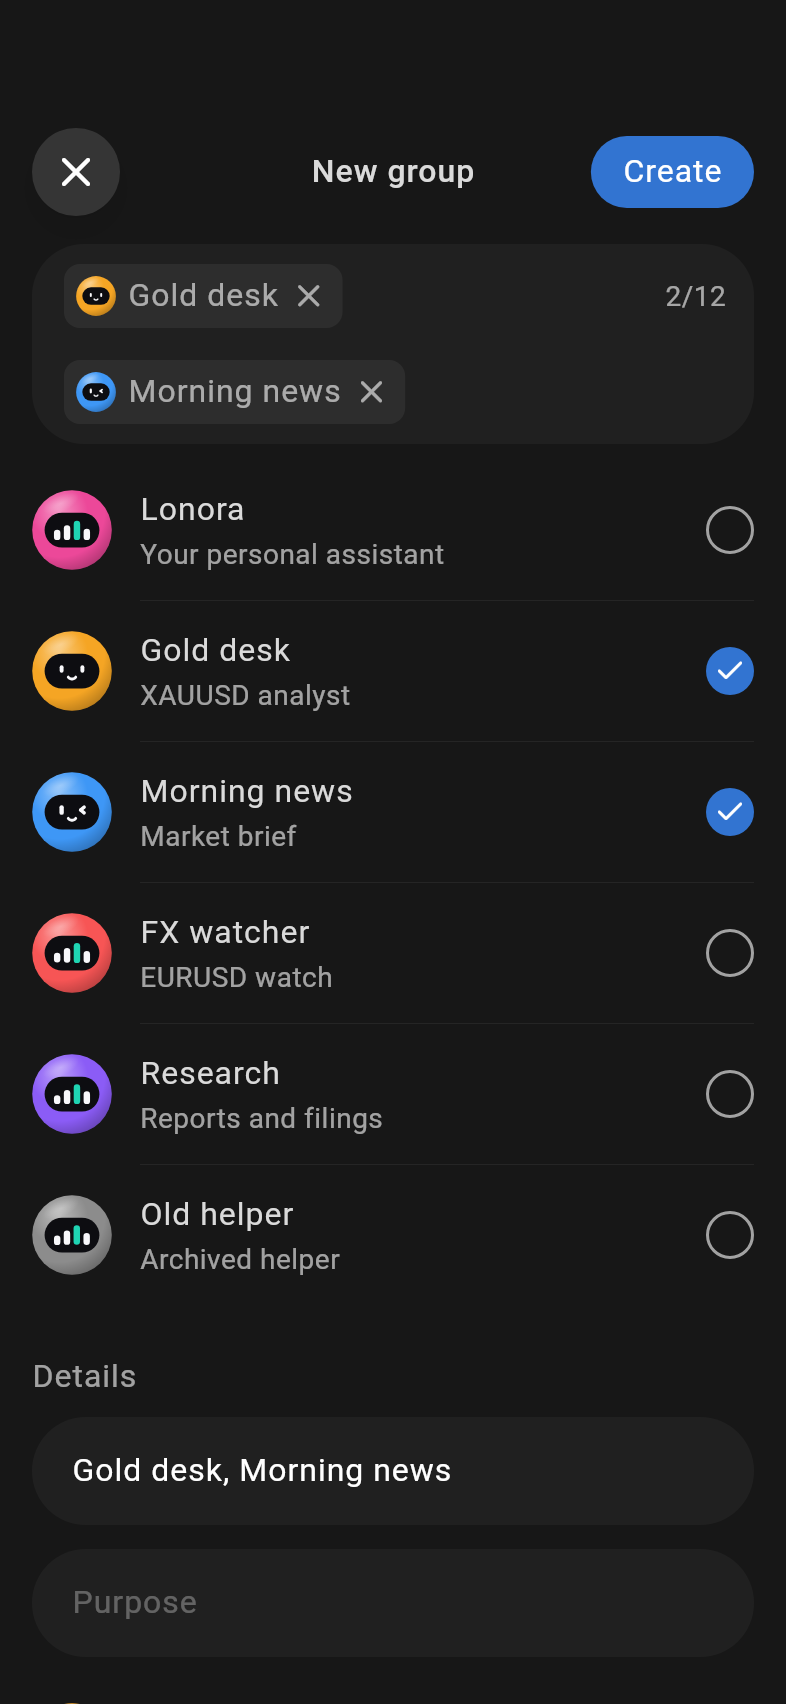 New group
Create
Gold desk
2/12
Morning news
Lonora
Your personal assistant
Gold desk
XAUUSD analyst
Morning news
Market brief
FX watcher
EURUSD watch
Research
Reports and filings
Old helper
Archived helper
Details
Gold desk, Morning news
Purpose